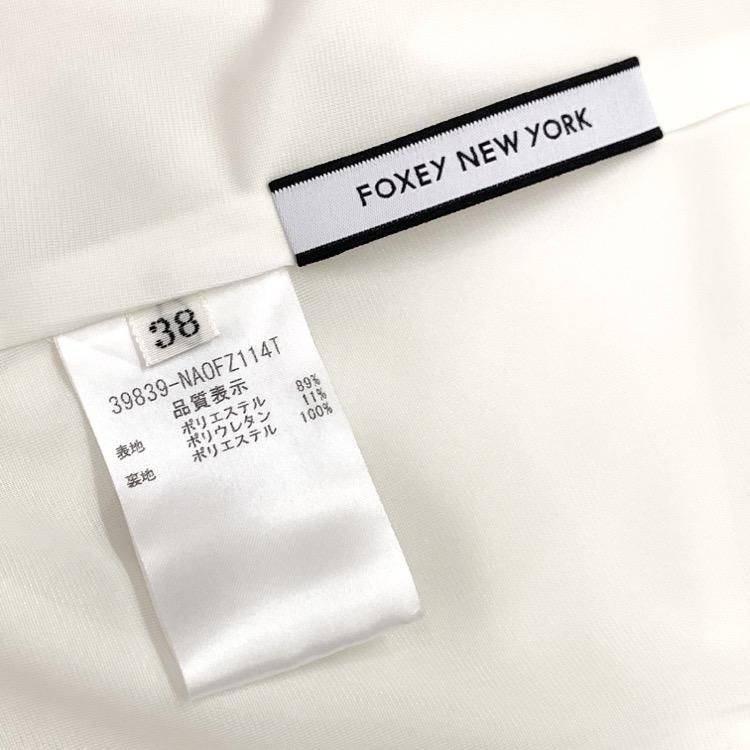 FOXEY NEW YORK
38
39839-NAOFZ114T
品質表示
表地 ポリエステル 89%
ポリウレタン 11%
裏地 ポリエステル 100%